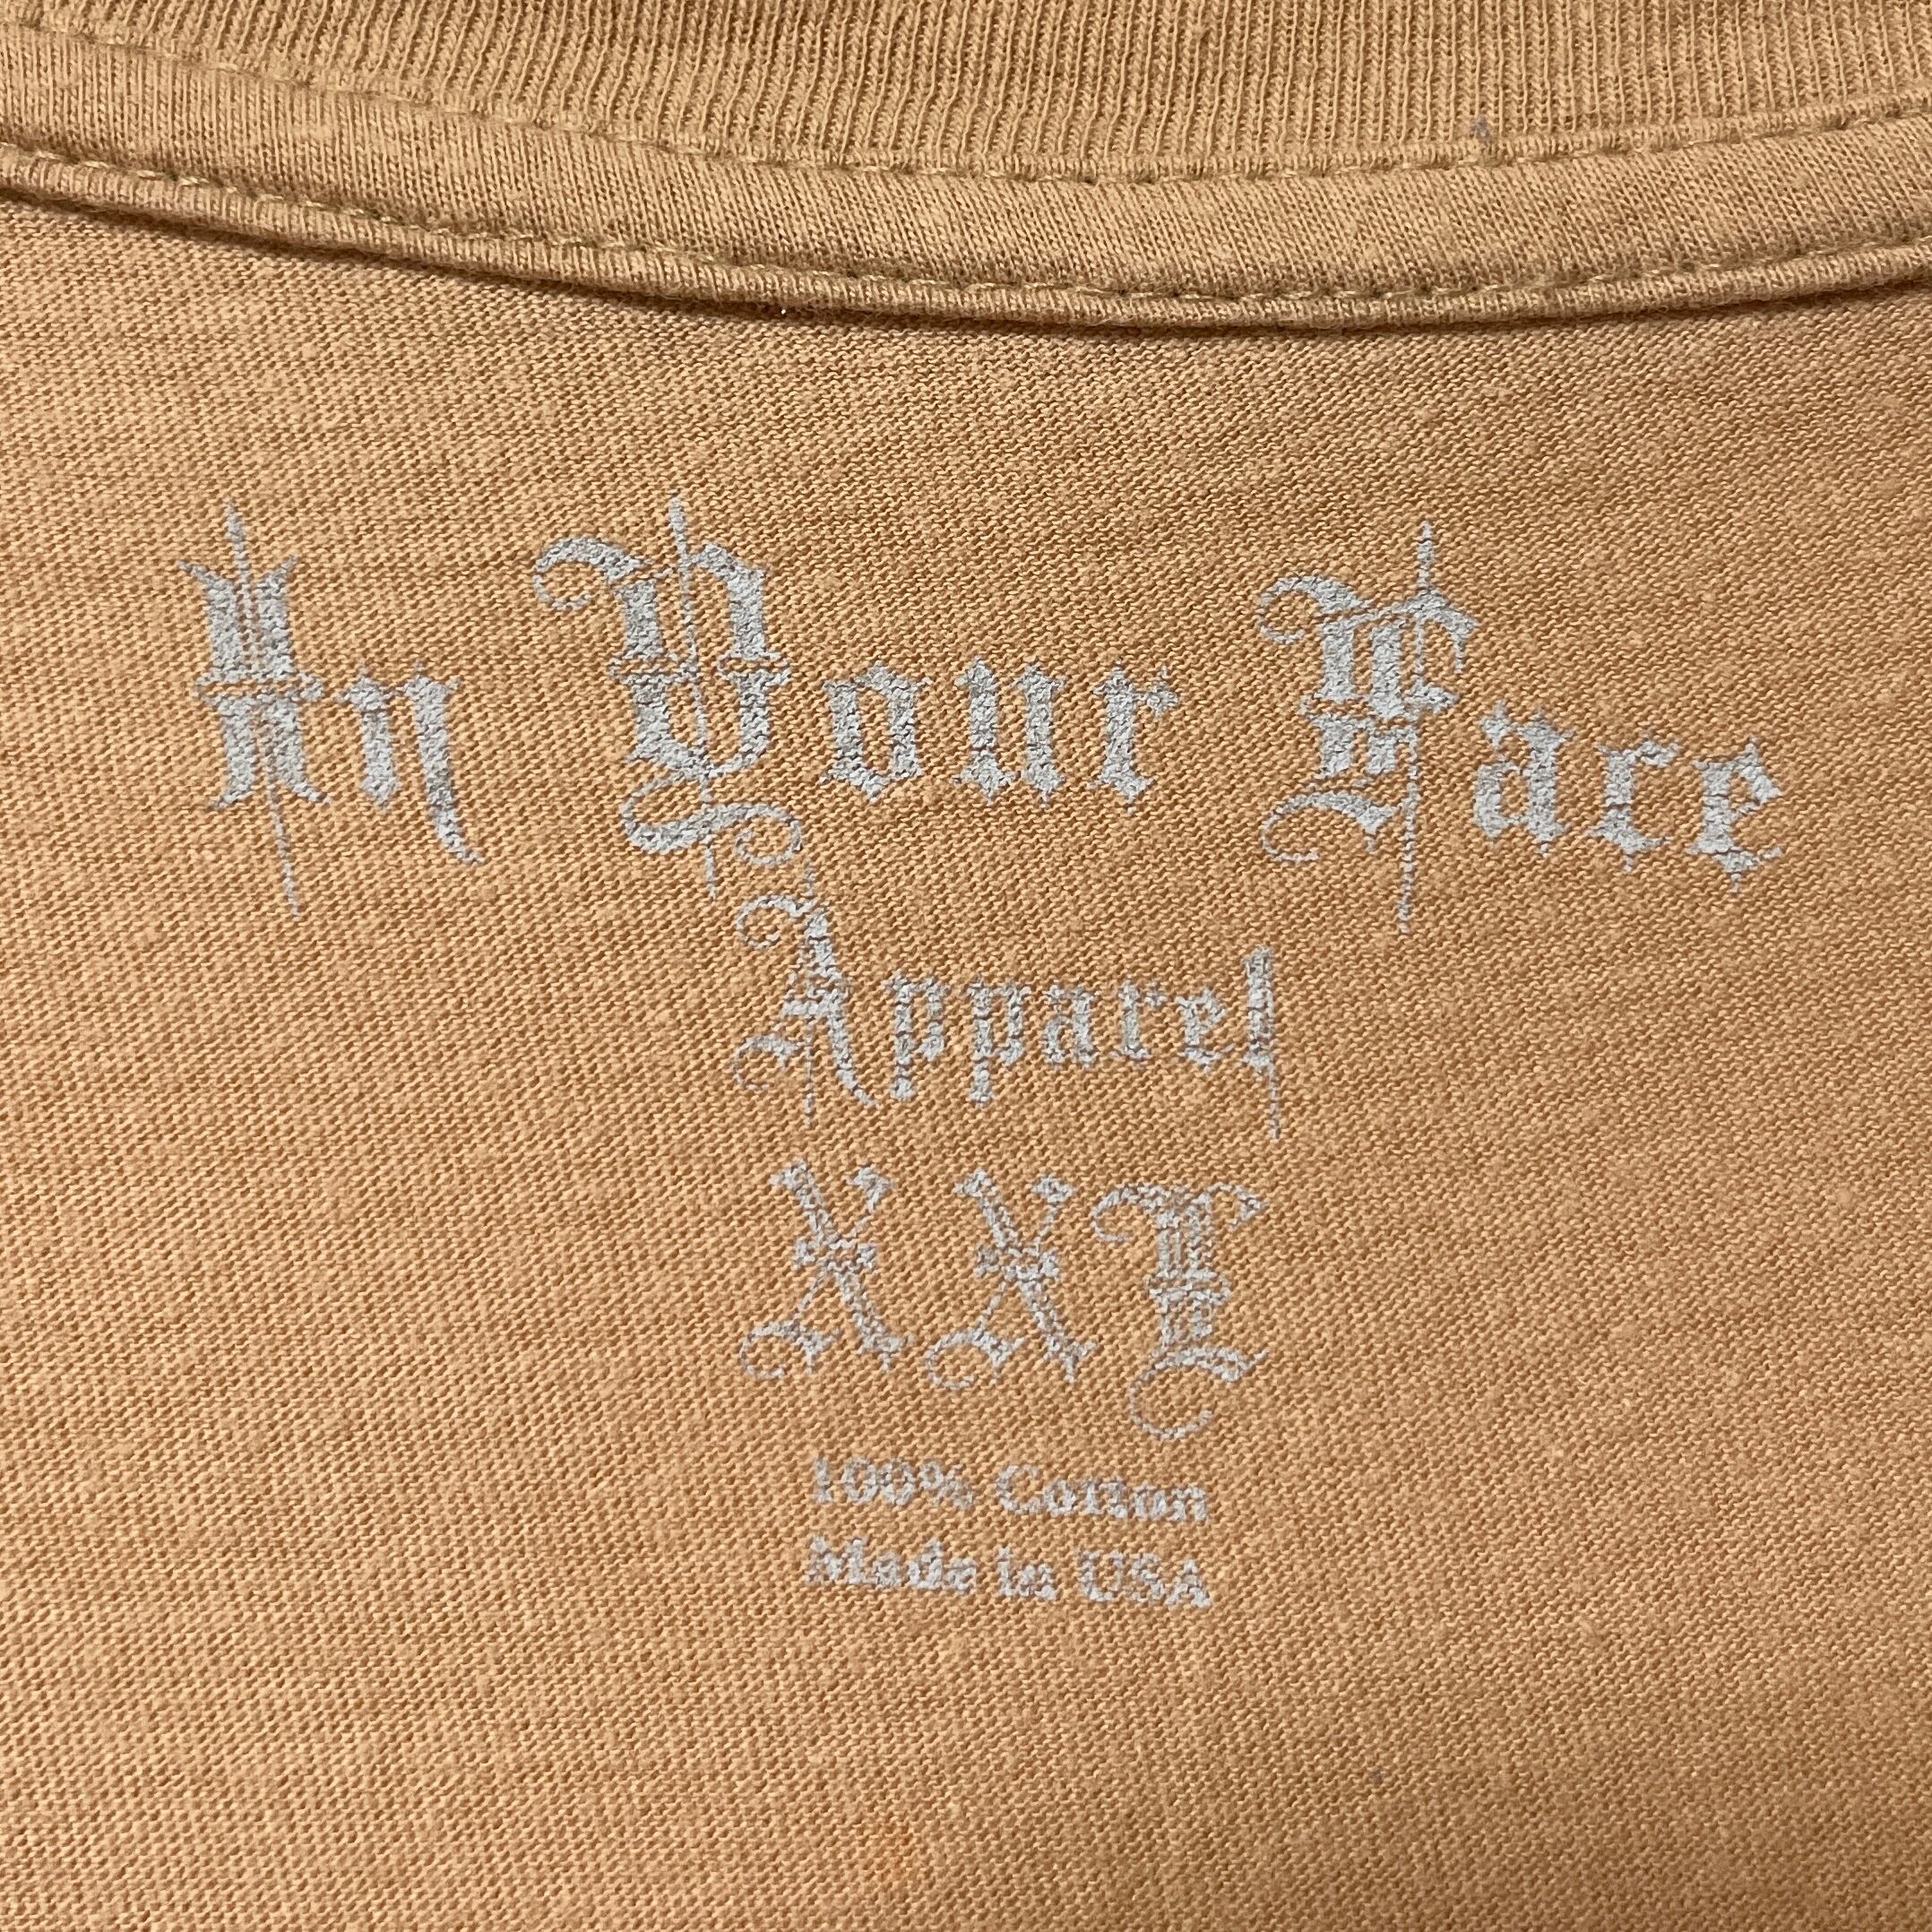 In Your Face
Apparel
XXL
100% Cotton
Made in USA